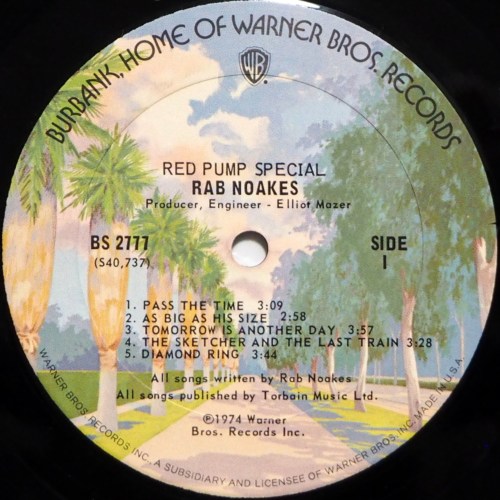 BURBANK, HOME OF WARNER BROS. RECORDS
WB
RED PUMP SPECIAL
RAB NOAKES
Producer, Engineer - Elliot Mazer
BS 2777
(S40,737)
SIDE
1
1. PASS THE TIME 3:09
2. AS BIG AS HIS SIZE 2:58
3. TOMORROW IS ANOTHER DAY 3:57
4. THE SKETCHER AND THE LAST TRAIN 3:28
5. DIAMOND RING 3:44
All songs written by Rab Noakes
All songs published by Torbain Music Ltd.
℗1974 Warner
Bros. Records Inc.
WARNER BROS. RECORDS INC. A SUBSIDIARY AND LICENSEE OF WARNER BROS. INC. MADE IN U.S.A.